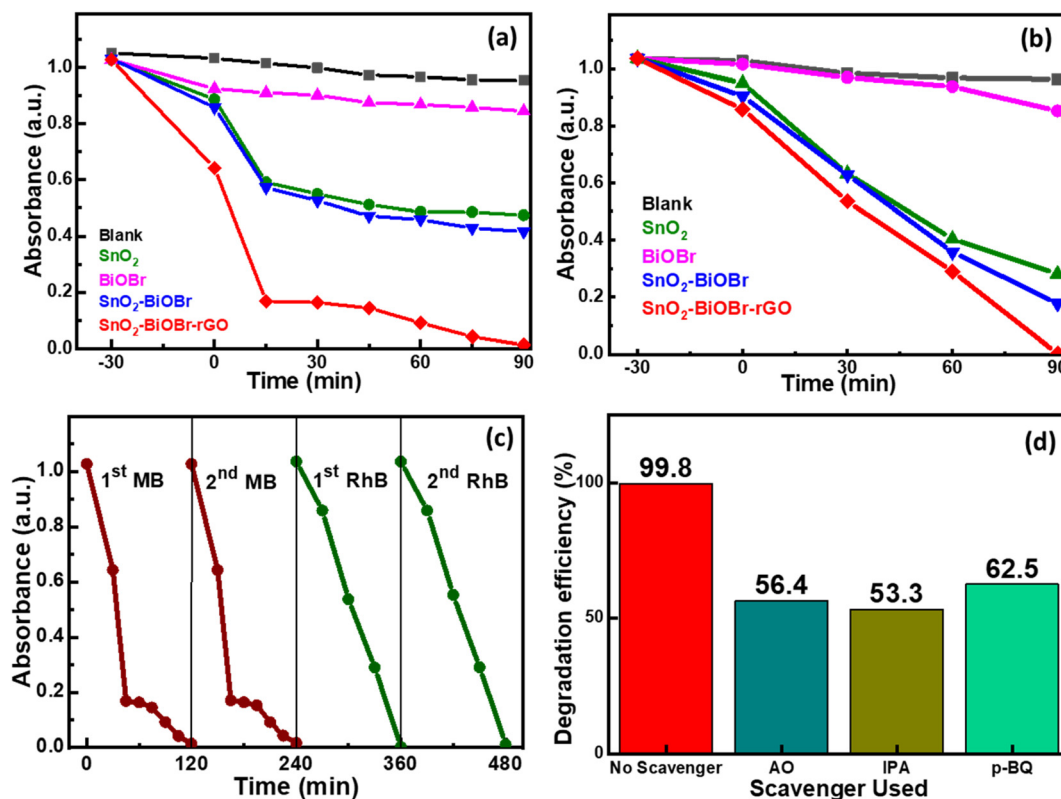 (a)
1.0
0.8
0.6
0.4
0.2
0.0
Absorbance (a.u.)
Blank
SnO₂
BiOBr
SnO₂-BiOBr
SnO₂-BiOBr-rGO
-30 0 30 60 90
Time (min)
(b)
1.0
0.8
0.6
0.4
0.2
0.0
Absorbance (a.u.)
Blank
SnO₂
BiOBr
SnO₂-BiOBr
SnO₂-BiOBr-rGO
-30 0 30 60 90
Time (min)
(c)
1.0
0.8
0.6
0.4
0.2
0.0
Absorbance (a.u.)
1st MB
2nd MB
1st RhB
2nd RhB
0 120 240 360 480
Time (min)
(d)
100
50
0
Degradation efficiency (%)
99.8
56.4
53.3
62.5
No Scavenger AO IPA p-BQ
Scavenger Used